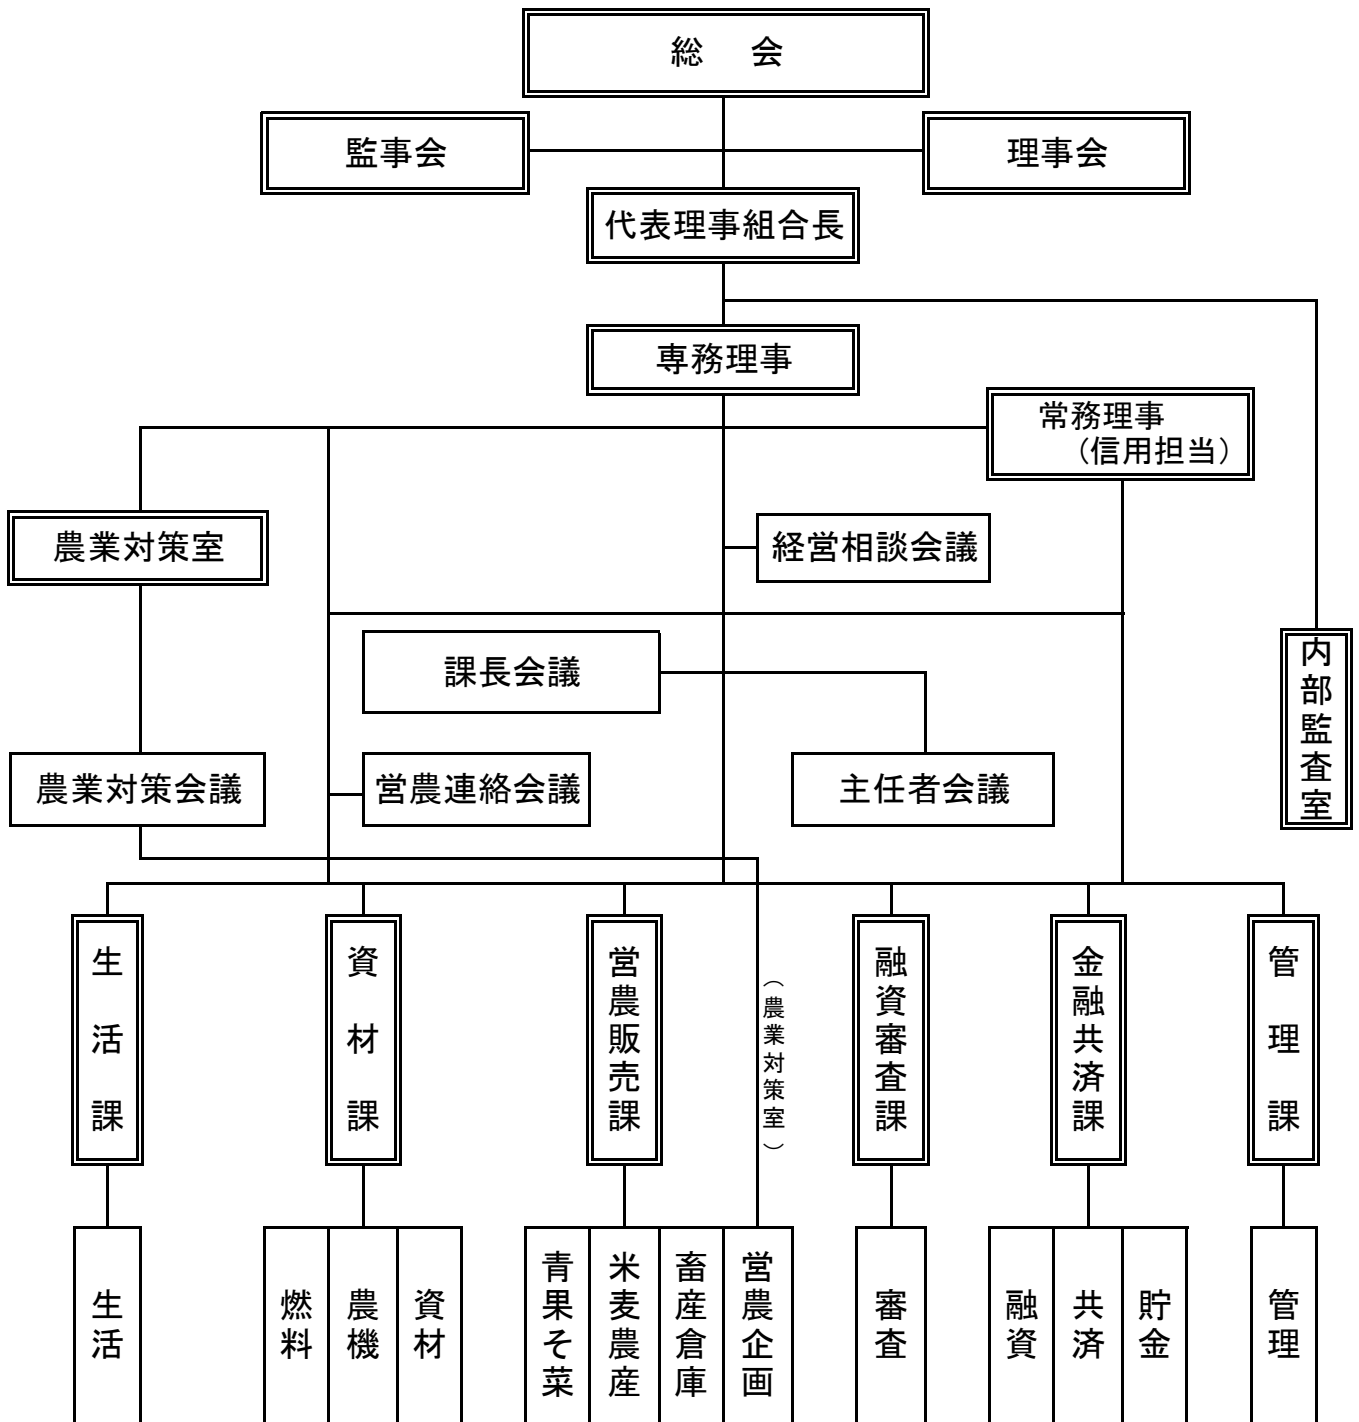 総　会
監事会
理事会
代表理事組合長
専務理事
常務理事
（信用担当）
農業対策室
経営相談会議
内部監査室
課長会議
農業対策会議
営農連絡会議
主任者会議
生活課
資材課
営農販売課
（農業対策室）
融資審査課
金融共済課
管理課
生活
燃料
農機
資材
青果そ菜
米麦農産
畜産倉庫
営農企画
審査
融資
共済
貯金
管理